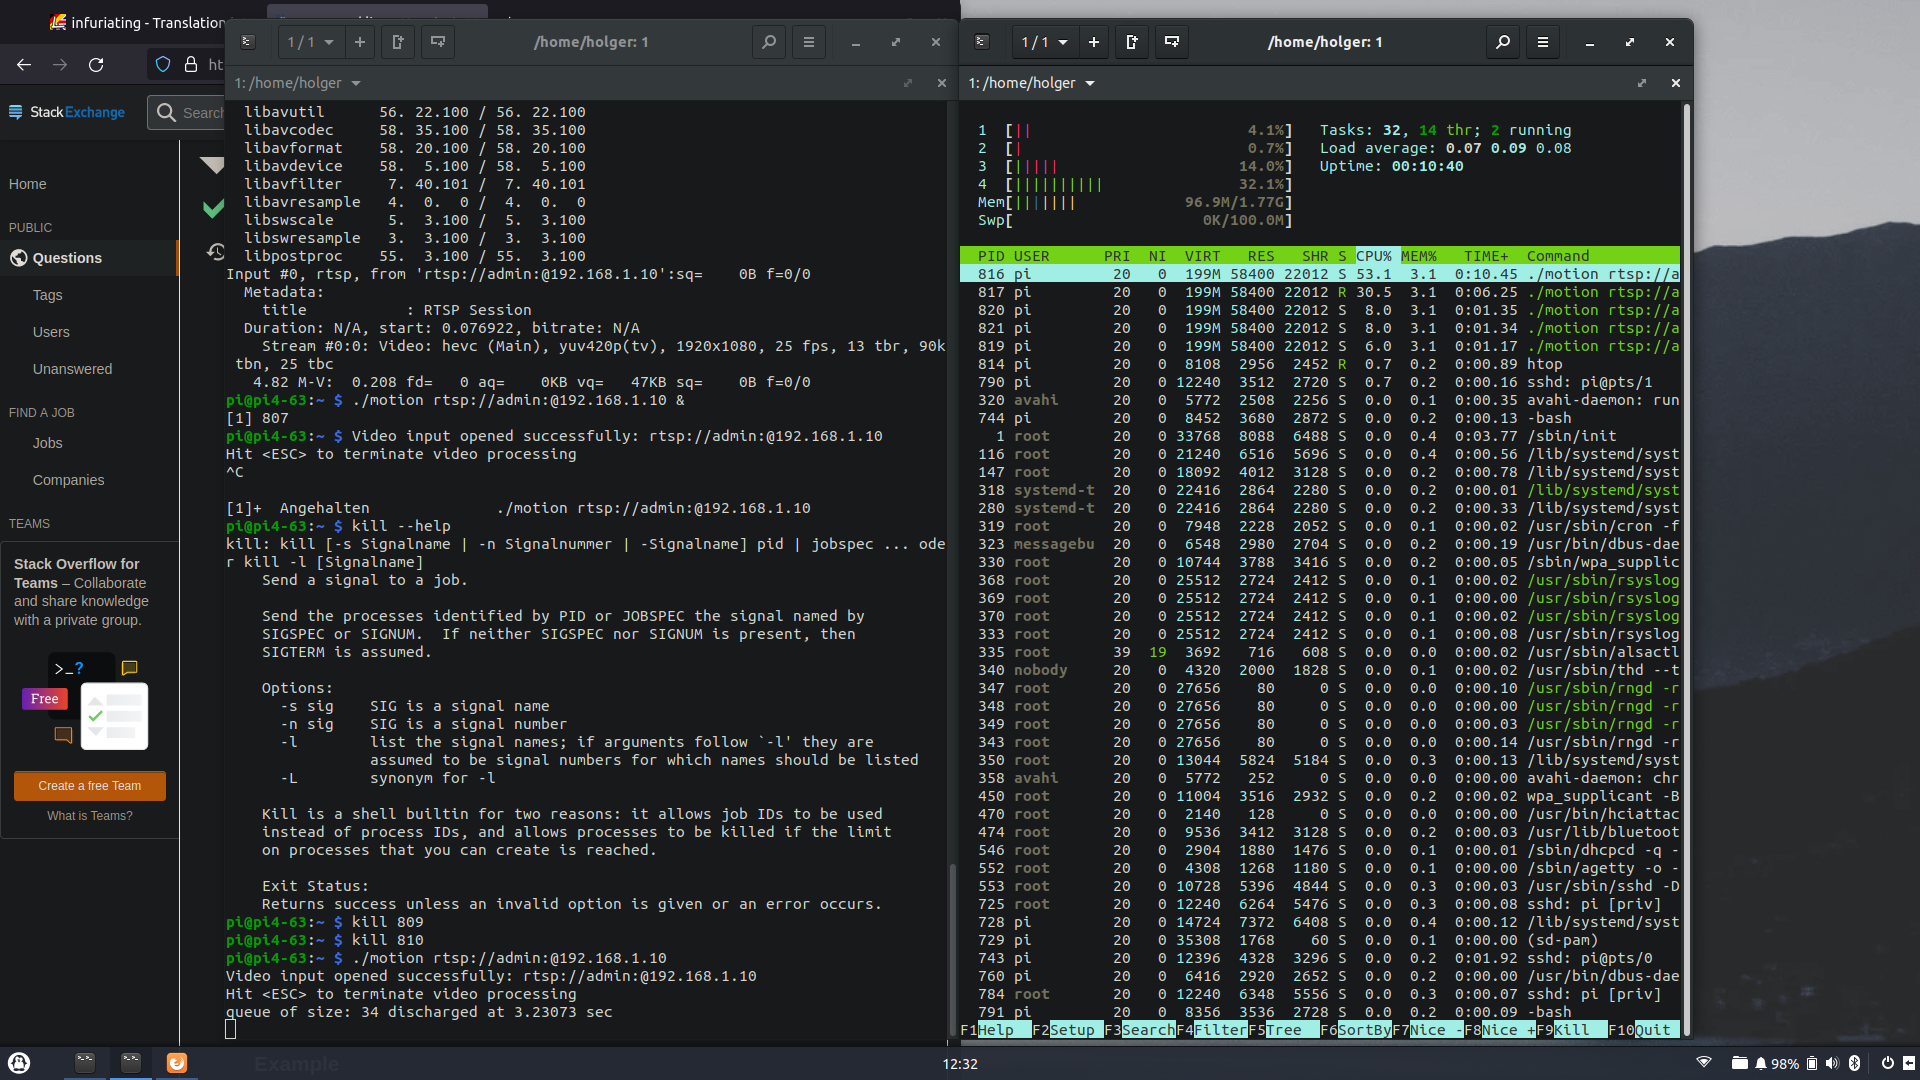 infuriating - Translation
StackExchange
Search
Home
PUBLIC
Questions
Tags
Users
Unanswered
FIND A JOB
Jobs
Companies
TEAMS
Stack Overflow for
Teams – Collaborate
and share knowledge
with a private group.
>_?
Free
Create a free Team
What is Teams?
1 / 1
/home/holger: 1
1: /home/holger
libavutil      56. 22.100 / 56. 22.100
libavcodec     58. 35.100 / 58. 35.100
libavformat    58. 20.100 / 58. 20.100
libavdevice    58.  5.100 / 58.  5.100
libavfilter     7. 40.101 /  7. 40.101
libavresample   4.  0.  0 /  4.  0.  0
libswscale      5.  3.100 /  5.  3.100
libswresample   3.  3.100 /  3.  3.100
libpostproc    55.  3.100 / 55.  3.100
Input #0, rtsp, from 'rtsp://admin:@192.168.1.10':sq=    0B f=0/0
Metadata:
title           : RTSP Session
Duration: N/A, start: 0.076922, bitrate: N/A
Stream #0:0: Video: hevc (Main), yuv420p(tv), 1920x1080, 25 fps, 13 tbr, 90k
tbn, 25 tbc
4.82 M-V:  0.208 fd=   0 aq=    0KB vq=   47KB sq=    0B f=0/0
pi@pi4-63:~ $ ./motion rtsp://admin:@192.168.1.10 &
[1] 807
pi@pi4-63:~ $ Video input opened successfully: rtsp://admin:@192.168.1.10
Hit <ESC> to terminate video processing
^C
[1]+  Angehalten              ./motion rtsp://admin:@192.168.1.10
pi@pi4-63:~ $ kill --help
kill: kill [-s Signalname | -n Signalnummer | -Signalname] pid | jobspec ... ode
r kill -l [Signalname]
Send a signal to a job.
Send the processes identified by PID or JOBSPEC the signal named by
SIGSPEC or SIGNUM.  If neither SIGSPEC nor SIGNUM is present, then
SIGTERM is assumed.
Options:
-s sig    SIG is a signal name
-n sig    SIG is a signal number
-l        list the signal names; if arguments follow `-l' they are
assumed to be signal numbers for which names should be listed
-L        synonym for -l
Kill is a shell builtin for two reasons: it allows job IDs to be used
instead of process IDs, and allows processes to be killed if the limit
on processes that you can create is reached.
Exit Status:
Returns success unless an invalid option is given or an error occurs.
pi@pi4-63:~ $ kill 809
pi@pi4-63:~ $ kill 810
pi@pi4-63:~ $ ./motion rtsp://admin:@192.168.1.10
Video input opened successfully: rtsp://admin:@192.168.1.10
Hit <ESC> to terminate video processing
queue of size: 34 discharged at 3.23073 sec
1 / 1
/home/holger: 1
1: /home/holger
1  [||                        4.1%]   Tasks: 32, 14 thr; 2 running
2  [|                         0.7%]   Load average: 0.07 0.09 0.08
3  [|||||                    14.0%]   Uptime: 00:10:40
4  [||||||||||               32.1%]
Mem[|||||||            96.9M/1.77G]
Swp[                     0K/100.0M]
PID USER      PRI  NI  VIRT   RES   SHR S CPU% MEM%   TIME+  Command
816 pi         20   0  199M 58400 22012 S 53.1  3.1  0:10.45 ./motion rtsp://a
817 pi         20   0  199M 58400 22012 R 30.5  3.1  0:06.25 ./motion rtsp://a
820 pi         20   0  199M 58400 22012 S  8.0  3.1  0:01.35 ./motion rtsp://a
821 pi         20   0  199M 58400 22012 S  8.0  3.1  0:01.34 ./motion rtsp://a
819 pi         20   0  199M 58400 22012 S  6.0  3.1  0:01.17 ./motion rtsp://a
814 pi         20   0  8108  2956  2452 R  0.7  0.2  0:00.89 htop
790 pi         20   0 12240  3512  2720 S  0.7  0.2  0:00.16 sshd: pi@pts/1
320 avahi      20   0  5772  2508  2256 S  0.0  0.1  0:00.35 avahi-daemon: run
744 pi         20   0  8452  3680  2872 S  0.0  0.2  0:00.13 -bash
1 root       20   0 33768  8088  6488 S  0.0  0.4  0:03.77 /sbin/init
116 root       20   0 21240  6516  5696 S  0.0  0.4  0:00.56 /lib/systemd/syst
147 root       20   0 18092  4012  3128 S  0.0  0.2  0:00.78 /lib/systemd/syst
318 systemd-t  20   0 22416  2864  2280 S  0.0  0.2  0:00.01 /lib/systemd/syst
280 systemd-t  20   0 22416  2864  2280 S  0.0  0.2  0:00.33 /lib/systemd/syst
319 root       20   0  7948  2228  2052 S  0.0  0.1  0:00.02 /usr/sbin/cron -f
323 messagebu  20   0  6548  2980  2704 S  0.0  0.2  0:00.19 /usr/bin/dbus-dae
330 root       20   0 10744  3788  3416 S  0.0  0.2  0:00.05 /sbin/wpa_supplic
368 root       20   0 25512  2724  2412 S  0.0  0.1  0:00.02 /usr/sbin/rsyslog
369 root       20   0 25512  2724  2412 S  0.0  0.1  0:00.00 /usr/sbin/rsyslog
370 root       20   0 25512  2724  2412 S  0.0  0.1  0:00.02 /usr/sbin/rsyslog
333 root       20   0 25512  2724  2412 S  0.0  0.1  0:00.08 /usr/sbin/rsyslog
335 root       39  19  3692   716   608 S  0.0  0.0  0:00.02 /usr/sbin/alsactl
340 nobody     20   0  4320  2000  1828 S  0.0  0.1  0:00.02 /usr/sbin/thd --t
347 root       20   0 27656    80     0 S  0.0  0.0  0:00.10 /usr/sbin/rngd -r
348 root       20   0 27656    80     0 S  0.0  0.0  0:00.00 /usr/sbin/rngd -r
349 root       20   0 27656    80     0 S  0.0  0.0  0:00.03 /usr/sbin/rngd -r
343 root       20   0 27656    80     0 S  0.0  0.0  0:00.14 /usr/sbin/rngd -r
350 root       20   0 13044  5824  5184 S  0.0  0.3  0:00.13 /lib/systemd/syst
358 avahi      20   0  5772   252     0 S  0.0  0.0  0:00.00 avahi-daemon: chr
450 root       20   0 11004  3516  2932 S  0.0  0.2  0:00.02 wpa_supplicant -B
470 root       20   0  2140   128     0 S  0.0  0.0  0:00.00 /usr/bin/hciattac
474 root       20   0  9536  3412  3128 S  0.0  0.2  0:00.03 /usr/lib/bluetoot
546 root       20   0  2904  1880  1476 S  0.0  0.1  0:00.01 /sbin/dhcpcd -q -
552 root       20   0  4308  1268  1180 S  0.0  0.1  0:00.00 /sbin/agetty -o -
553 root       20   0 10728  5396  4844 S  0.0  0.3  0:00.03 /usr/sbin/sshd -D
725 root       20   0 12240  6264  5476 S  0.0  0.3  0:00.08 sshd: pi [priv]
728 pi         20   0 14724  7372  6408 S  0.0  0.4  0:00.12 /lib/systemd/syst
729 pi         20   0 35308  1768    60 S  0.0  0.1  0:00.00 (sd-pam)
743 pi         20   0 12396  4328  3296 S  0.0  0.2  0:01.92 sshd: pi@pts/0
760 pi         20   0  6416  2920  2652 S  0.0  0.2  0:00.00 /usr/bin/dbus-dae
784 root       20   0 12240  6348  5556 S  0.0  0.3  0:00.07 sshd: pi [priv]
791 pi         20   0  8356  3536  2728 S  0.0  0.2  0:00.09 -bash
F1Help  F2Setup F3SearchF4FilterF5Tree  F6SortByF7Nice -F8Nice +F9Kill  F10Quit
Example
12:32
98%